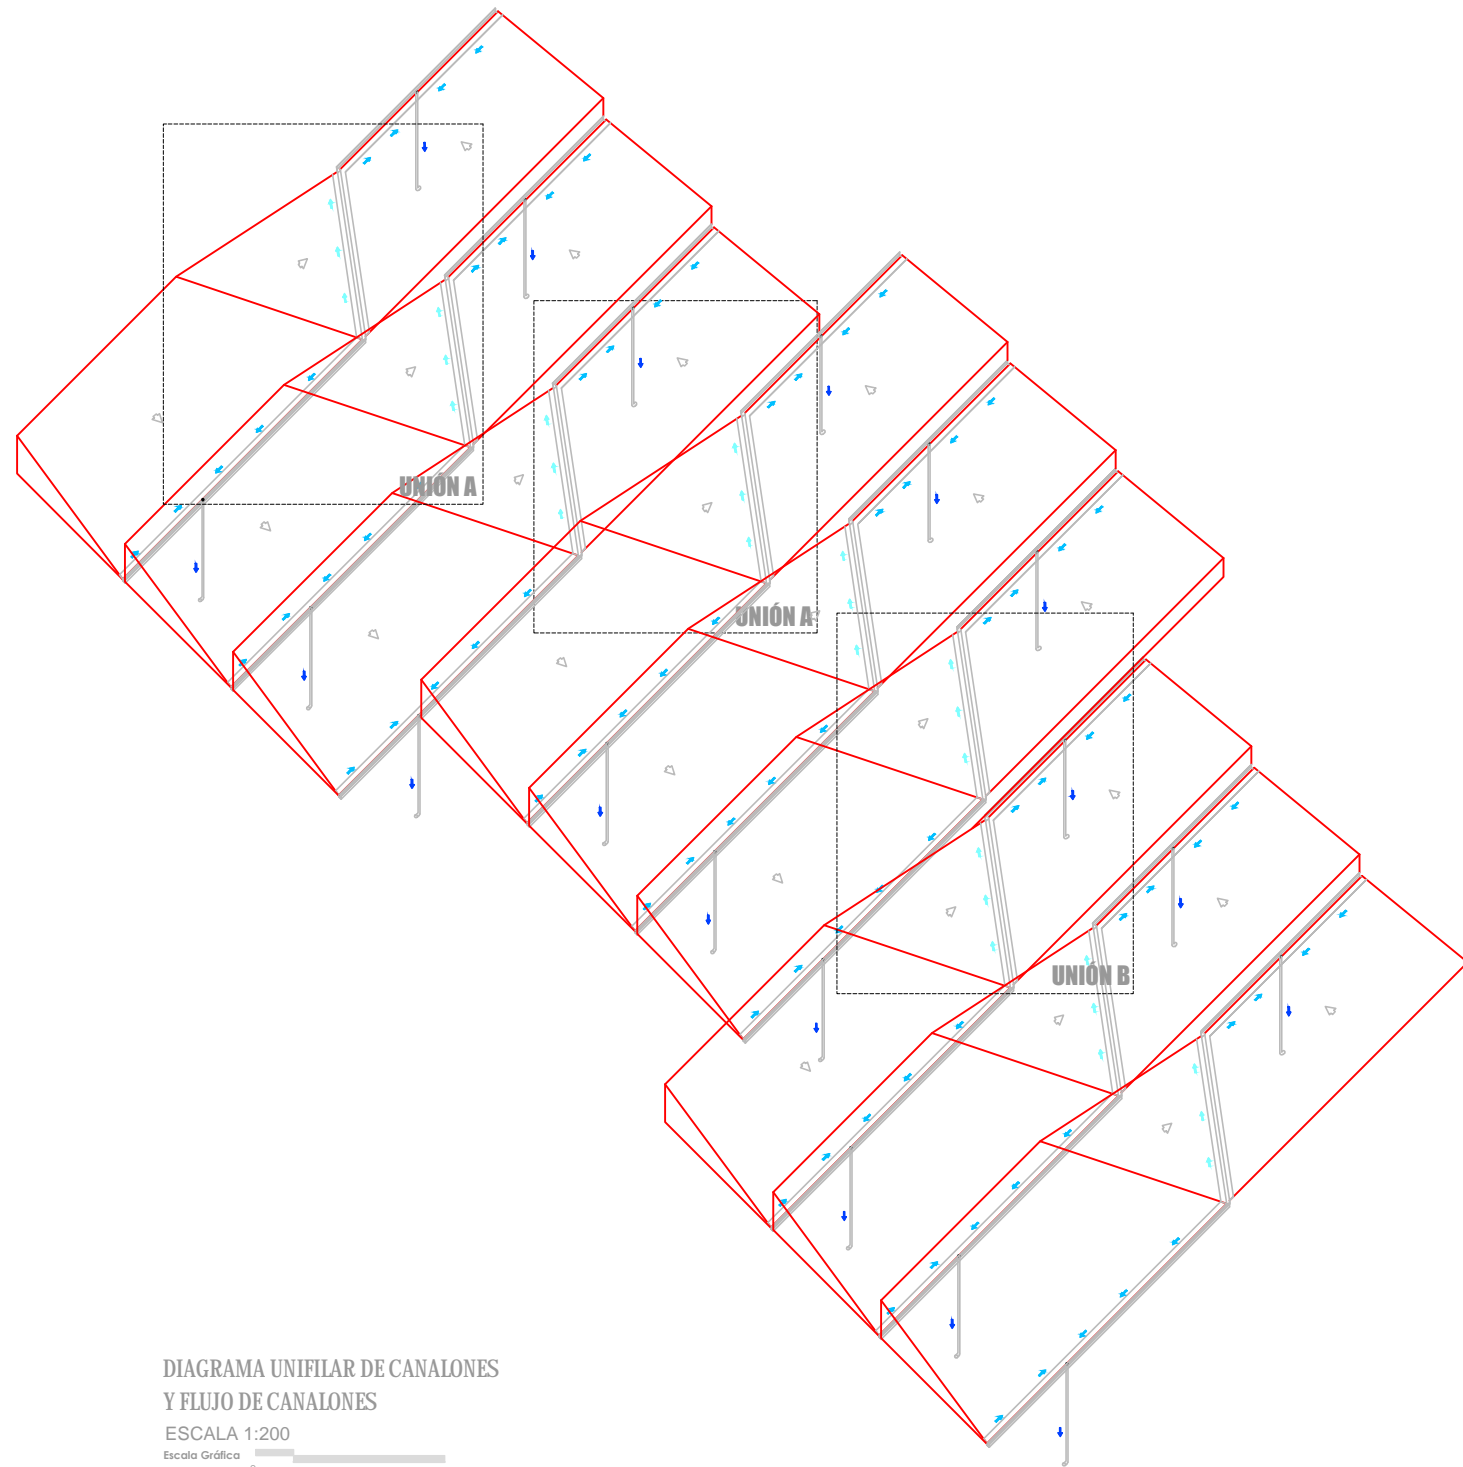 UNIÓN A
UNIÓN A
UNIÓN B
DIAGRAMA UNIFILAR DE CANALONES
Y FLUJO DE CANALONES
ESCALA 1:200
Escala Gráfica